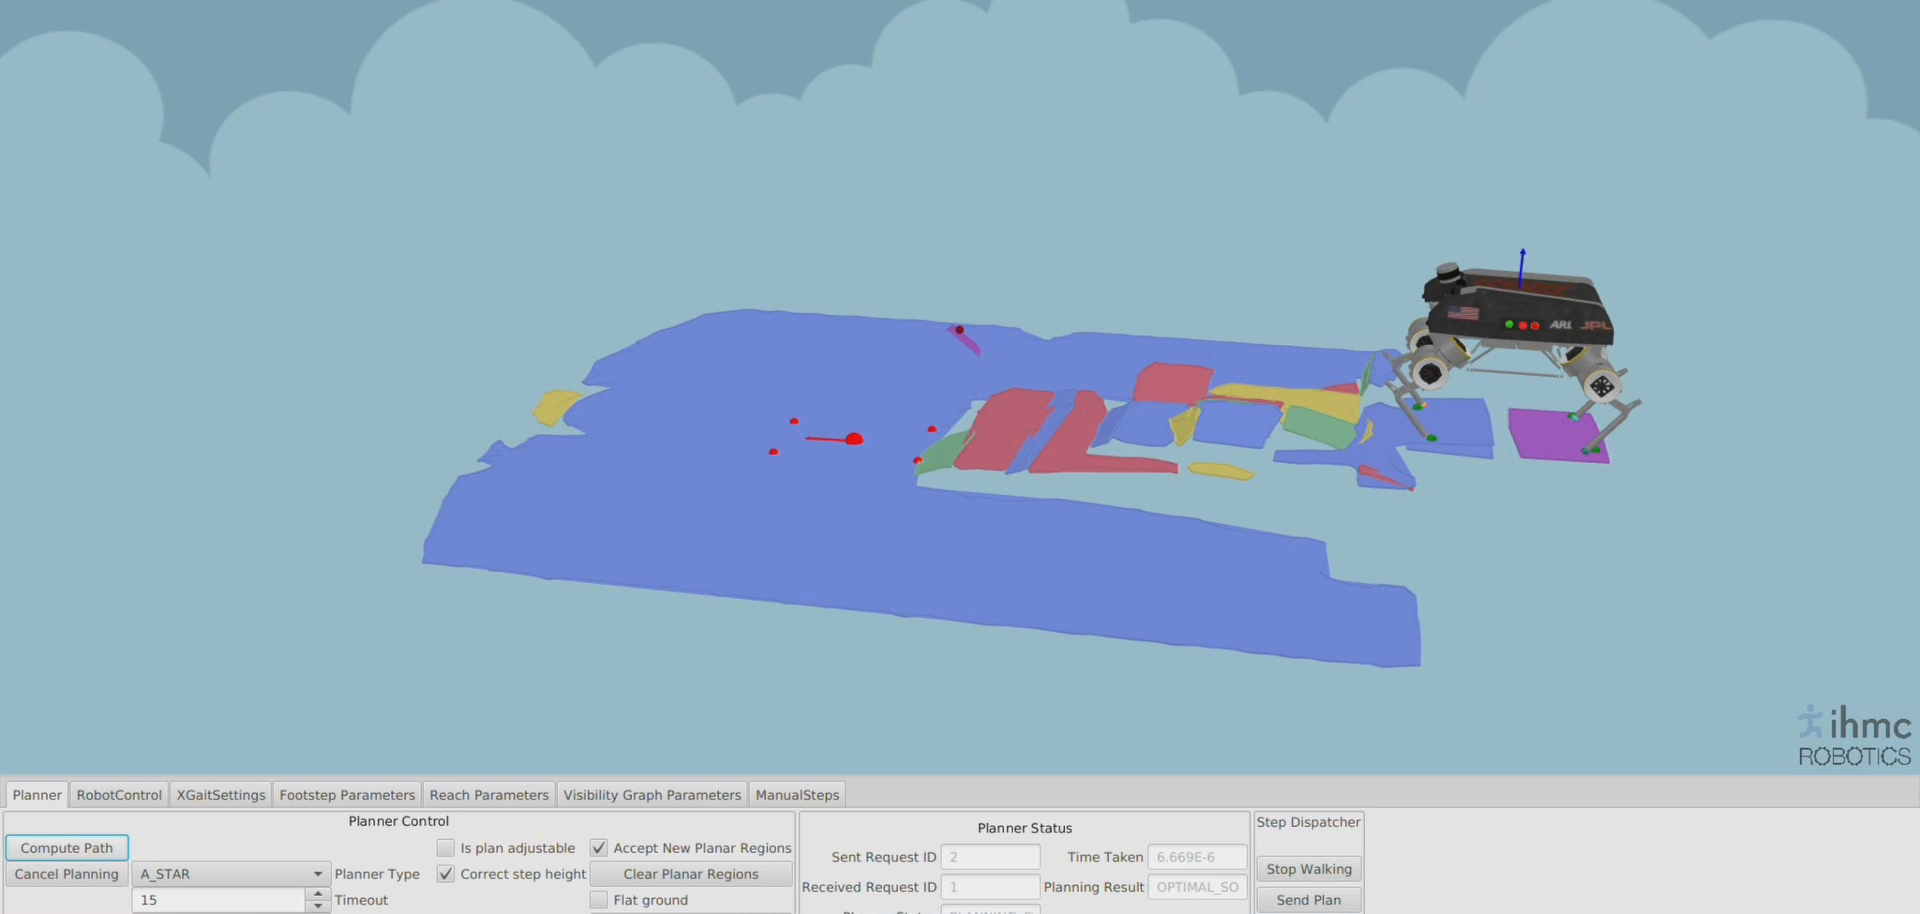 ARL JPL
ihmc
ROBOTICS
Planner RobotControl XGaitSettings Footstep Parameters Reach Parameters Visibility Graph Parameters ManualSteps
Planner Control
Compute Path
Is plan adjustable
Accept New Planar Regions
Cancel Planning
A_STAR
Planner Type
Correct step height
Clear Planar Regions
15
Timeout
Flat ground
Planner Status
Sent Request ID 2
Time Taken 6.669E-6
Received Request ID 1
Planning Result OPTIMAL_SO
Step Dispatcher
Stop Walking
Send Plan